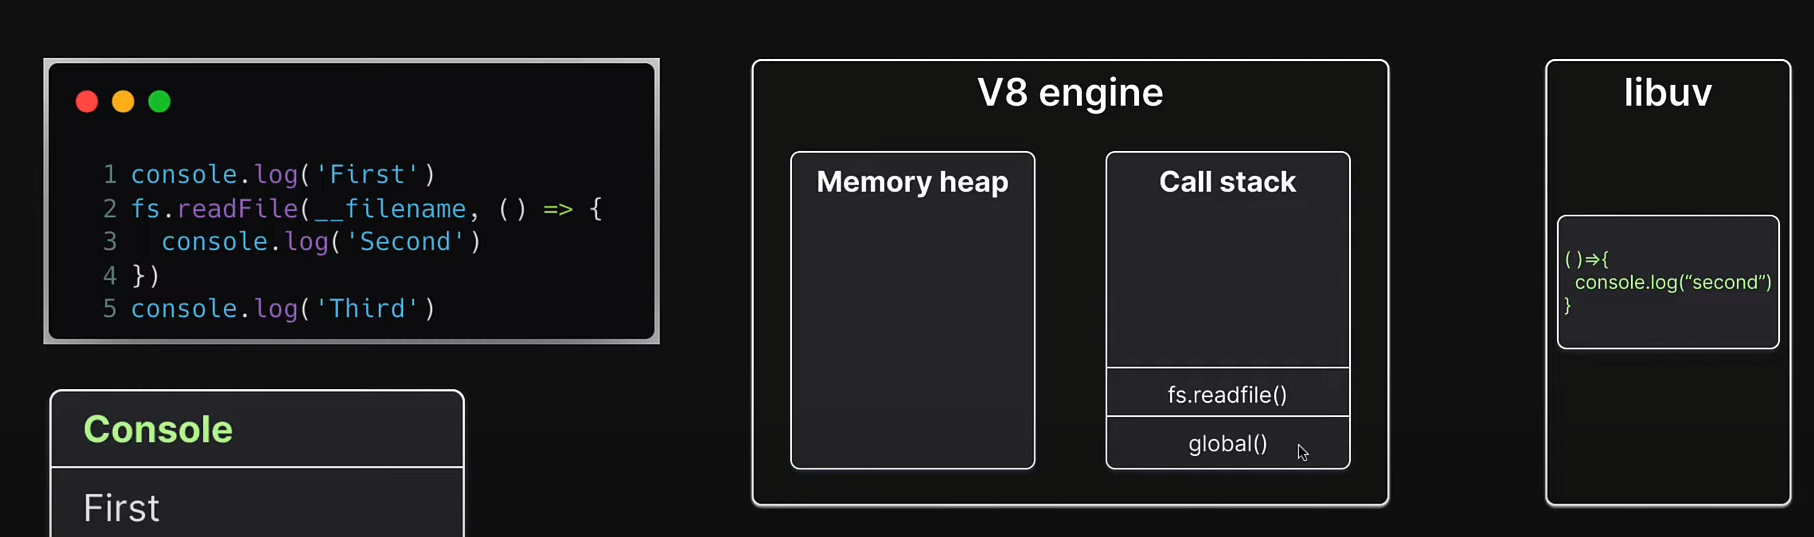 1 console.log('First')
2 fs.readFile(__filename, () => {
3   console.log('Second')
4 })
5 console.log('Third')
Console
First
V8 engine
Memory heap
Call stack
fs.readfile()
global()
libuv
()=>{
  console.log(“second”)
}